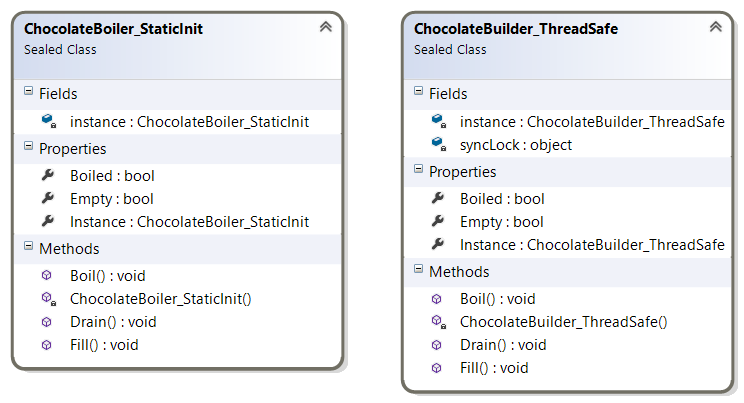 ChocolateBoiler_StaticInit
Sealed Class
Fields
instance : ChocolateBoiler_StaticInit
Properties
Boiled : bool
Empty : bool
Instance : ChocolateBoiler_StaticInit
Methods
Boil() : void
ChocolateBoiler_StaticInit()
Drain() : void
Fill() : void
ChocolateBuilder_ThreadSafe
Sealed Class
Fields
instance : ChocolateBuilder_ThreadSafe
syncLock : object
Properties
Boiled : bool
Empty : bool
Instance : ChocolateBuilder_ThreadSafe
Methods
Boil() : void
ChocolateBuilder_ThreadSafe()
Drain() : void
Fill() : void